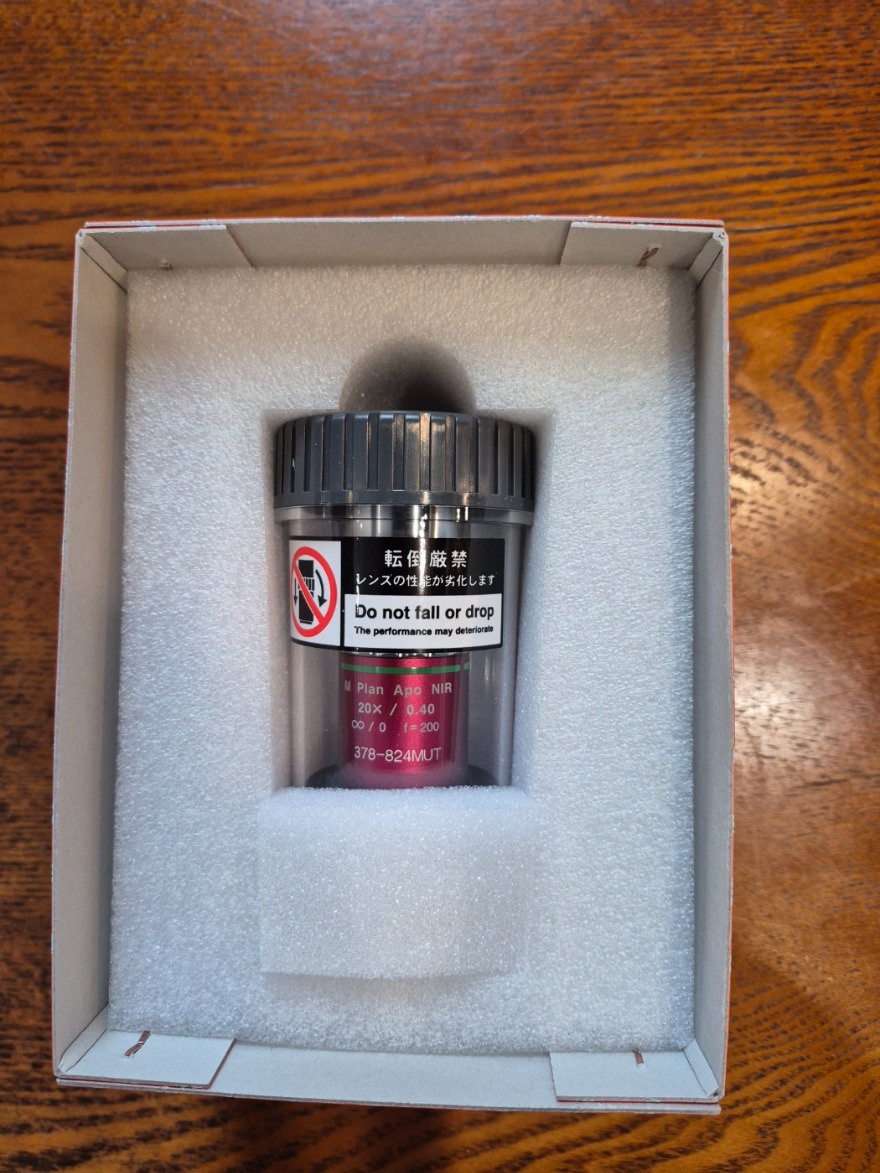 転倒厳禁
レンズの性能が劣化します
Do not fall or drop
The performance may deteriorate
M Plan Apo NIR
20× / 0.40
∞ / 0 f=200
378-824MUT